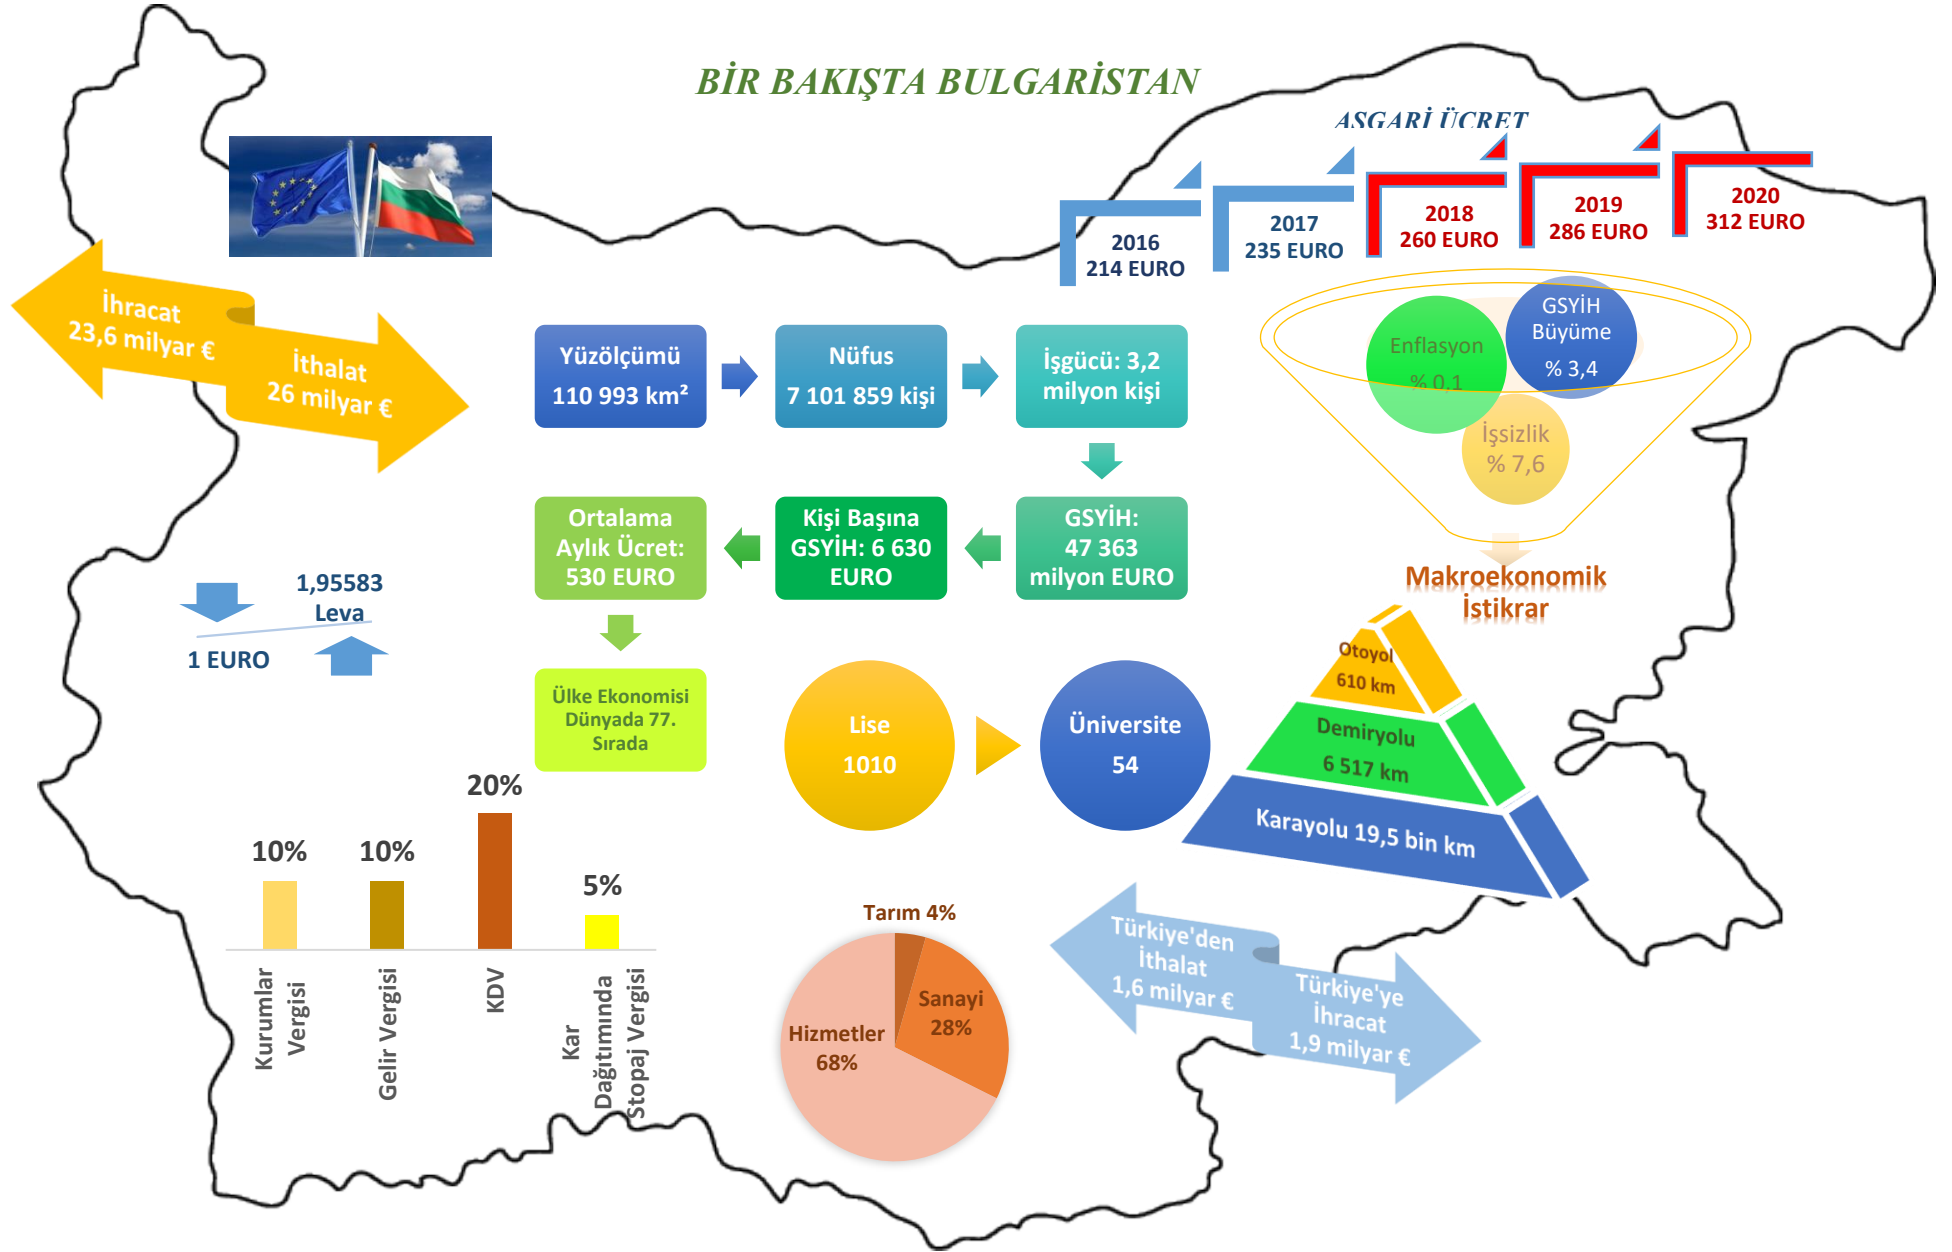 BİR BAKIŞTA BULGARİSTAN
ASGARİ ÜCRET
2016
214 EURO
2017
235 EURO
2018
260 EURO
2019
286 EURO
2020
312 EURO
İhracat
23,6 milyar €
İthalat
26 milyar €
Yüzölçümü
110 993 km²
Nüfus
7 101 859 kişi
İşgücü: 3,2
milyon kişi
GSYİH:
47 363
milyon EURO
Kişi Başına
GSYİH: 6 630
EURO
Ortalama
Aylık Ücret:
530 EURO
Ülke Ekonomisi
Dünyada 77.
Sırada
Enflasyon
% 0,1
GSYİH
Büyüme
% 3,4
İşsizlik
% 7,6
Makroekonomik
İstikrar
1,95583
Leva
1 EURO
Lise
1010
Üniversite
54
Otoyol
610 km
Demiryolu
6 517 km
Karayolu 19,5 bin km
10%
10%
20%
5%
Kurumlar
Vergisi
Gelir Vergisi
KDV
Kar
Dağıtımında
Stopaj Vergisi
Tarım 4%
Sanayi
28%
Hizmetler
68%
Türkiye'den
İthalat
1,6 milyar €
Türkiye'ye
İhracat
1,9 milyar €